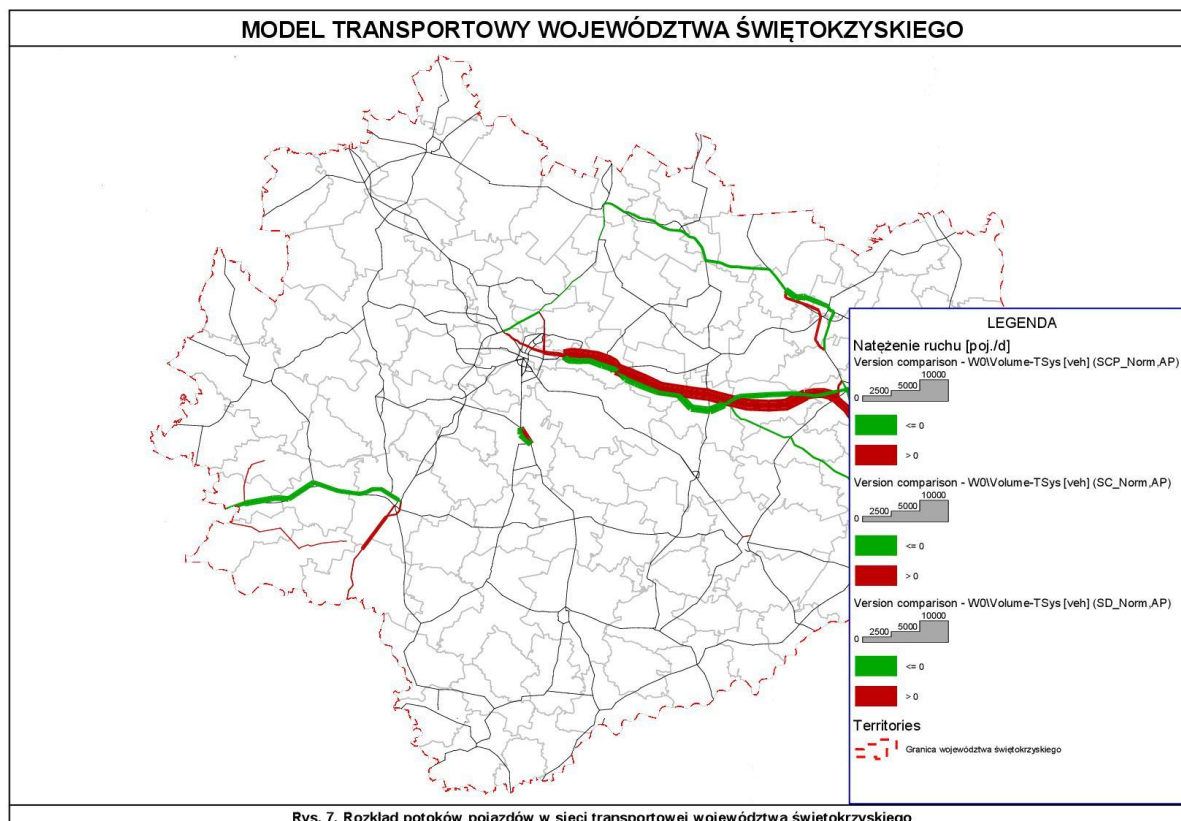 MODEL TRANSPORTOWY WOJEWÓDZTWA ŚWIĘTOKZYSKIEGO
LEGENDA
Natężenie ruchu [poj./d]
Version comparison - W0\Volume-TSys [veh] (SCP_Norm,AP)
0 2500 5000 10000
<= 0
> 0
Version comparison - W0\Volume-TSys [veh] (SC_Norm,AP)
0 2500 5000 10000
<= 0
> 0
Version comparison - W0\Volume-TSys [veh] (SD_Norm,AP)
0 2500 5000 10000
<= 0
> 0
Territories
Granica województwa świętokrzyskiego
Rys. 7. Rozkład potoków pojazdów w sieci transportowej województwa świętokrzyskiego